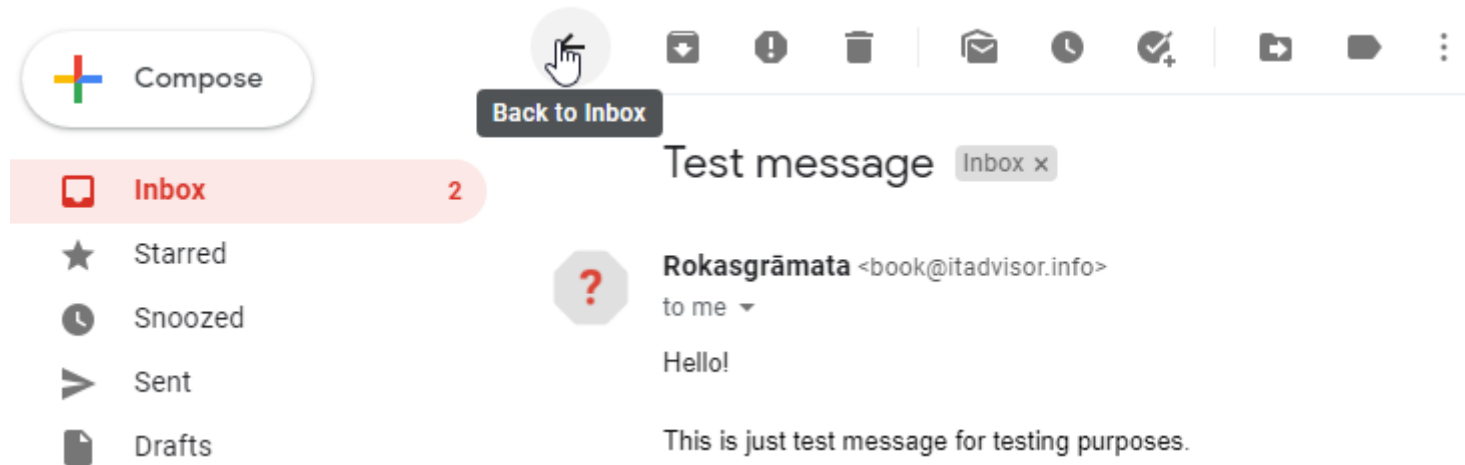 Compose
Back to Inbox
Test message Inbox ×
Inbox 2
Starred
Snoozed
Sent
Drafts
?
Rokasgrāmata <book@itadvisor.info>
to me
Hello!
This is just test message for testing purposes.